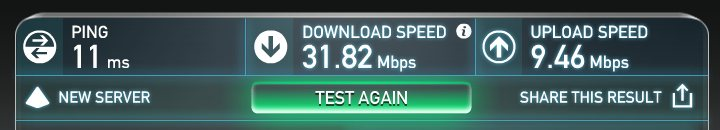 PING
11 ms
DOWNLOAD SPEED i
31.82 Mbps
UPLOAD SPEED
9.46 Mbps
NEW SERVER
TEST AGAIN
SHARE THIS RESULT